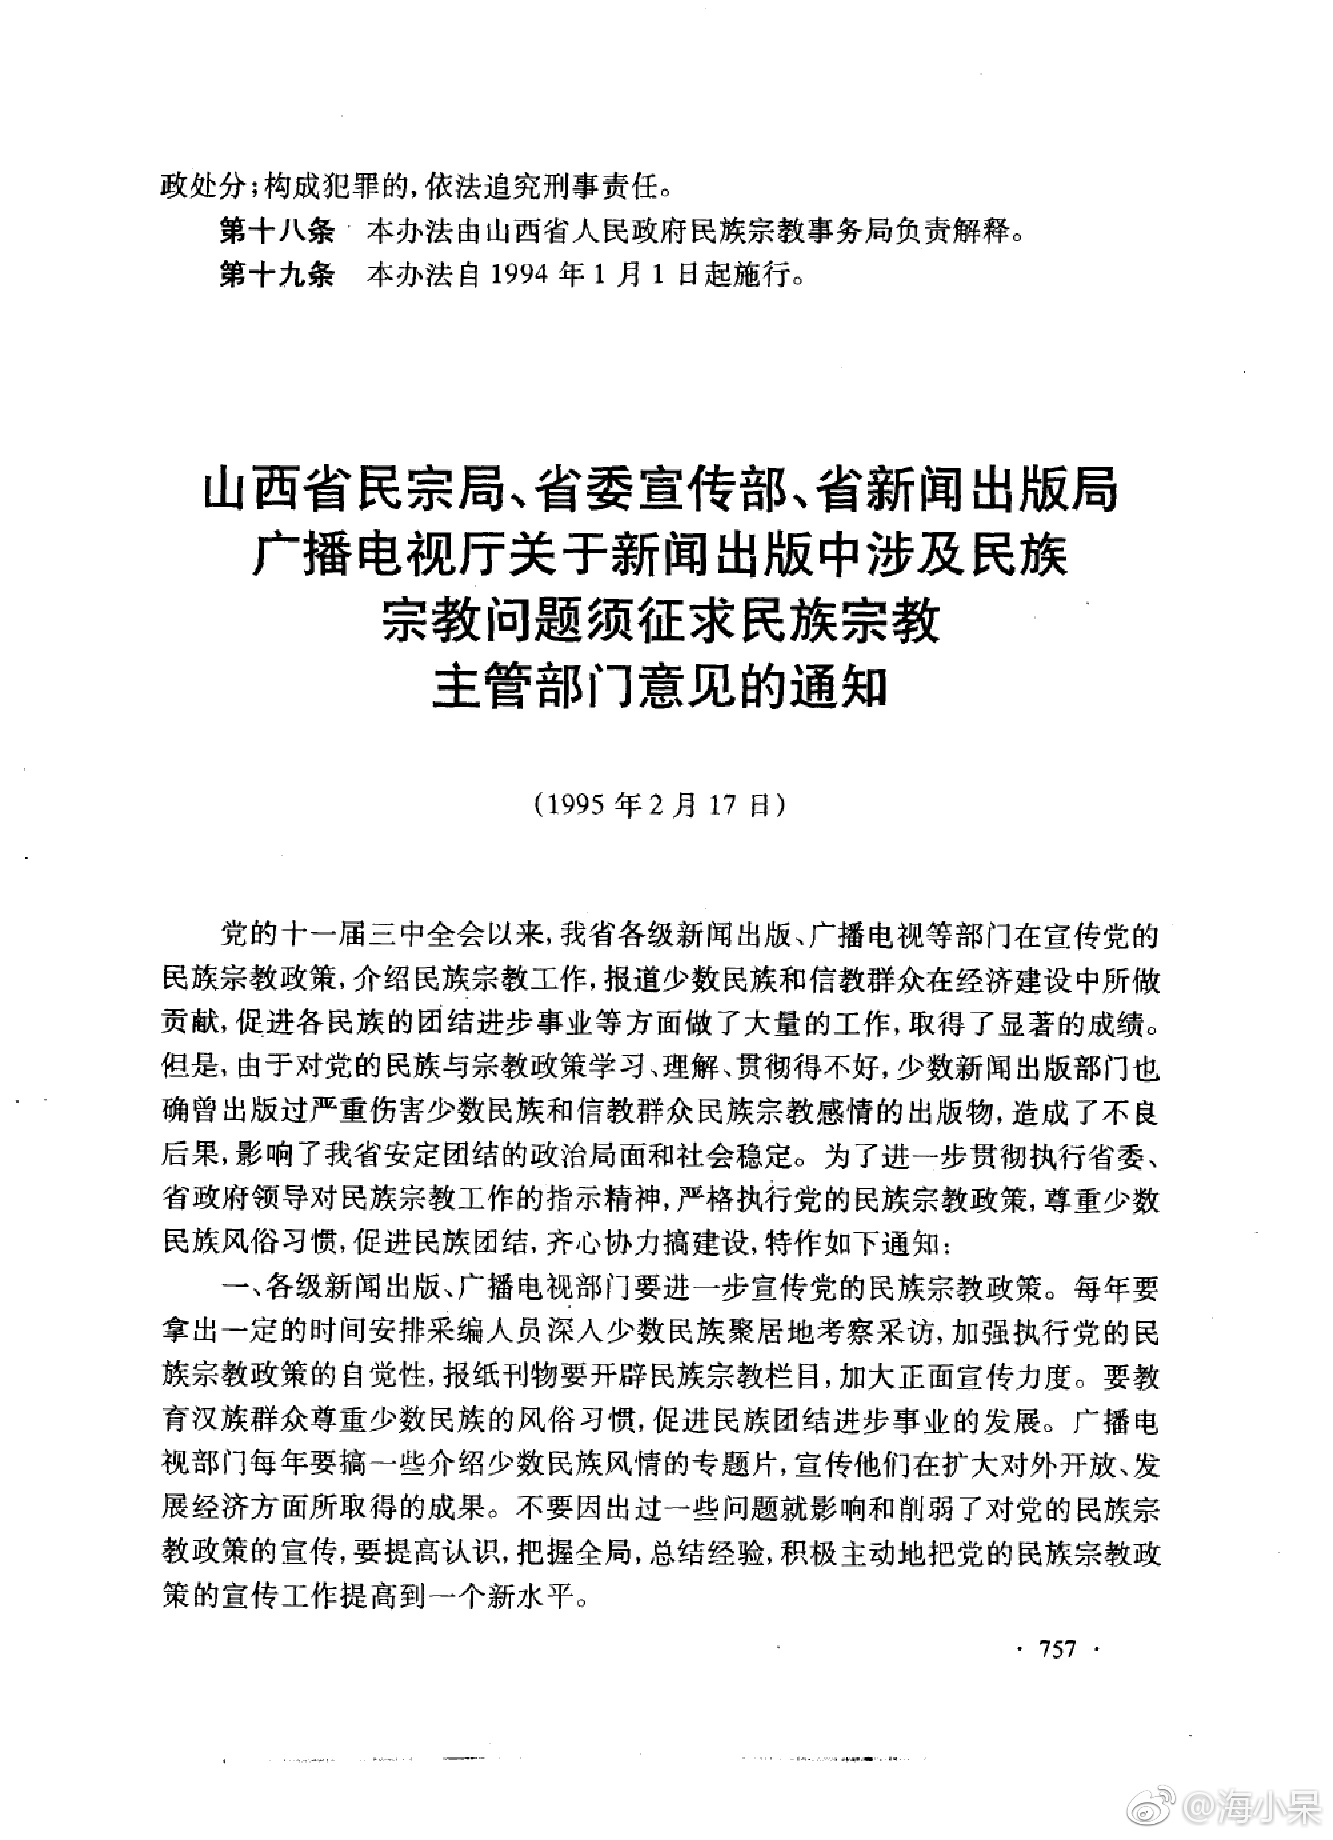 政处分;构成犯罪的,依法追究刑事责任。
第十八条 本办法由山西省人民政府民族宗教事务局负责解释。
第十九条 本办法自1994年1月1日起施行。
山西省民宗局、省委宣传部、省新闻出版局
广播电视厅关于新闻出版中涉及民族
宗教问题须征求民族宗教
主管部门意见的通知
(1995年2月17日)
党的十一届三中全会以来,我省各级新闻出版、广播电视等部门在宣传党的
民族宗教政策,介绍民族宗教工作,报道少数民族和信教群众在经济建设中所做
贡献,促进各民族的团结进步事业等方面做了大量的工作,取得了显著的成绩。
但是,由于对党的民族与宗教政策学习、理解、贯彻得不好,少数新闻出版部门也
确曾出版过严重伤害少数民族和信教群众民族宗教感情的出版物,造成了不良
后果,影响了我省安定团结的政治局面和社会稳定。为了进一步贯彻执行省委、
省政府领导对民族宗教工作的指示精神,严格执行党的民族宗教政策,尊重少数
民族风俗习惯,促进民族团结,齐心协力搞建设,特作如下通知:
一、各级新闻出版、广播电视部门要进一步宣传党的民族宗教政策。每年要
拿出一定的时间安排采编人员深入少数民族聚居地考察采访,加强执行党的民
族宗教政策的自觉性,报纸刊物要开辟民族宗教栏目,加大正面宣传力度。要教
育汉族群众尊重少数民族的风俗习惯,促进民族团结进步事业的发展。广播电
视部门每年要搞一些介绍少数民族风情的专题片,宣传他们在扩大对外开放、发
展经济方面所取得的成果。不要因出过一些问题就影响和削弱了对党的民族宗
教政策的宣传,要提高认识,把握全局,总结经验,积极主动地把党的民族宗教政
策的宣传工作提高到一个新水平。
· 757 ·
@海小呆